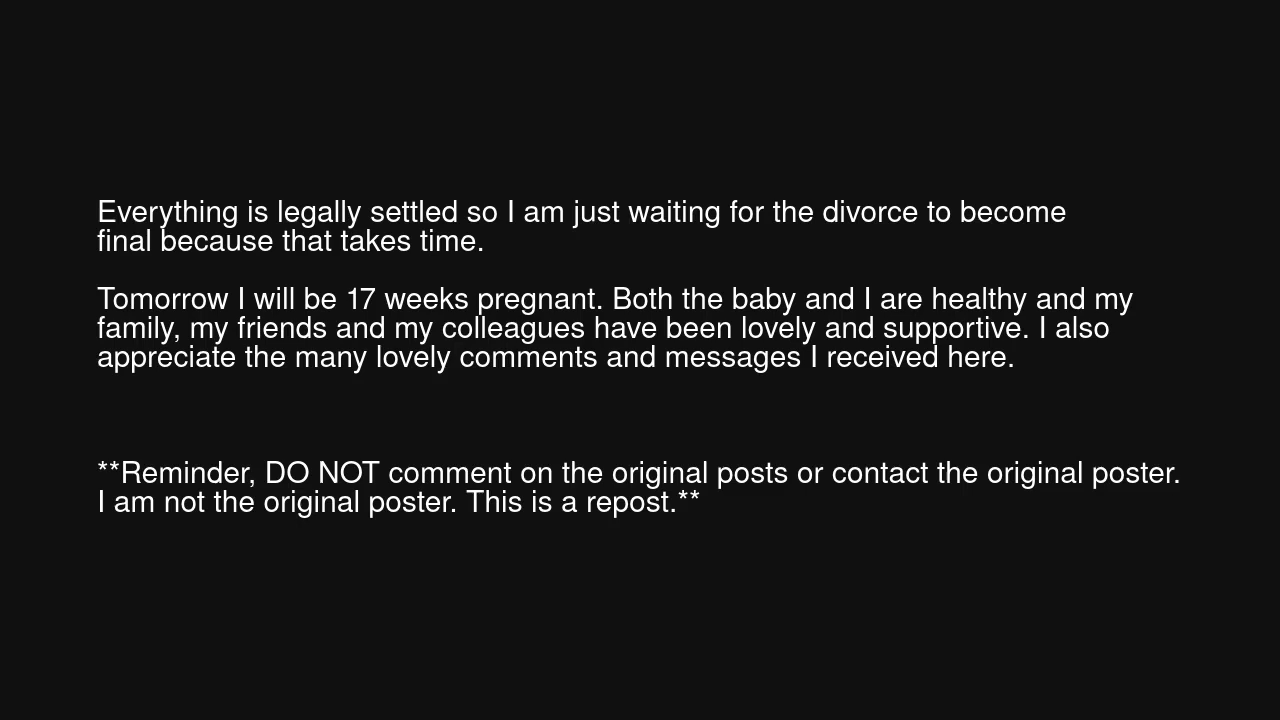 Everything is legally settled so I am just waiting for the divorce to become
final because that takes time.
Tomorrow I will be 17 weeks pregnant. Both the baby and I are healthy and my
family, my friends and my colleagues have been lovely and supportive. I also
appreciate the many lovely comments and messages I received here.
**Reminder, DO NOT comment on the original posts or contact the original poster.
I am not the original poster. This is a repost.**